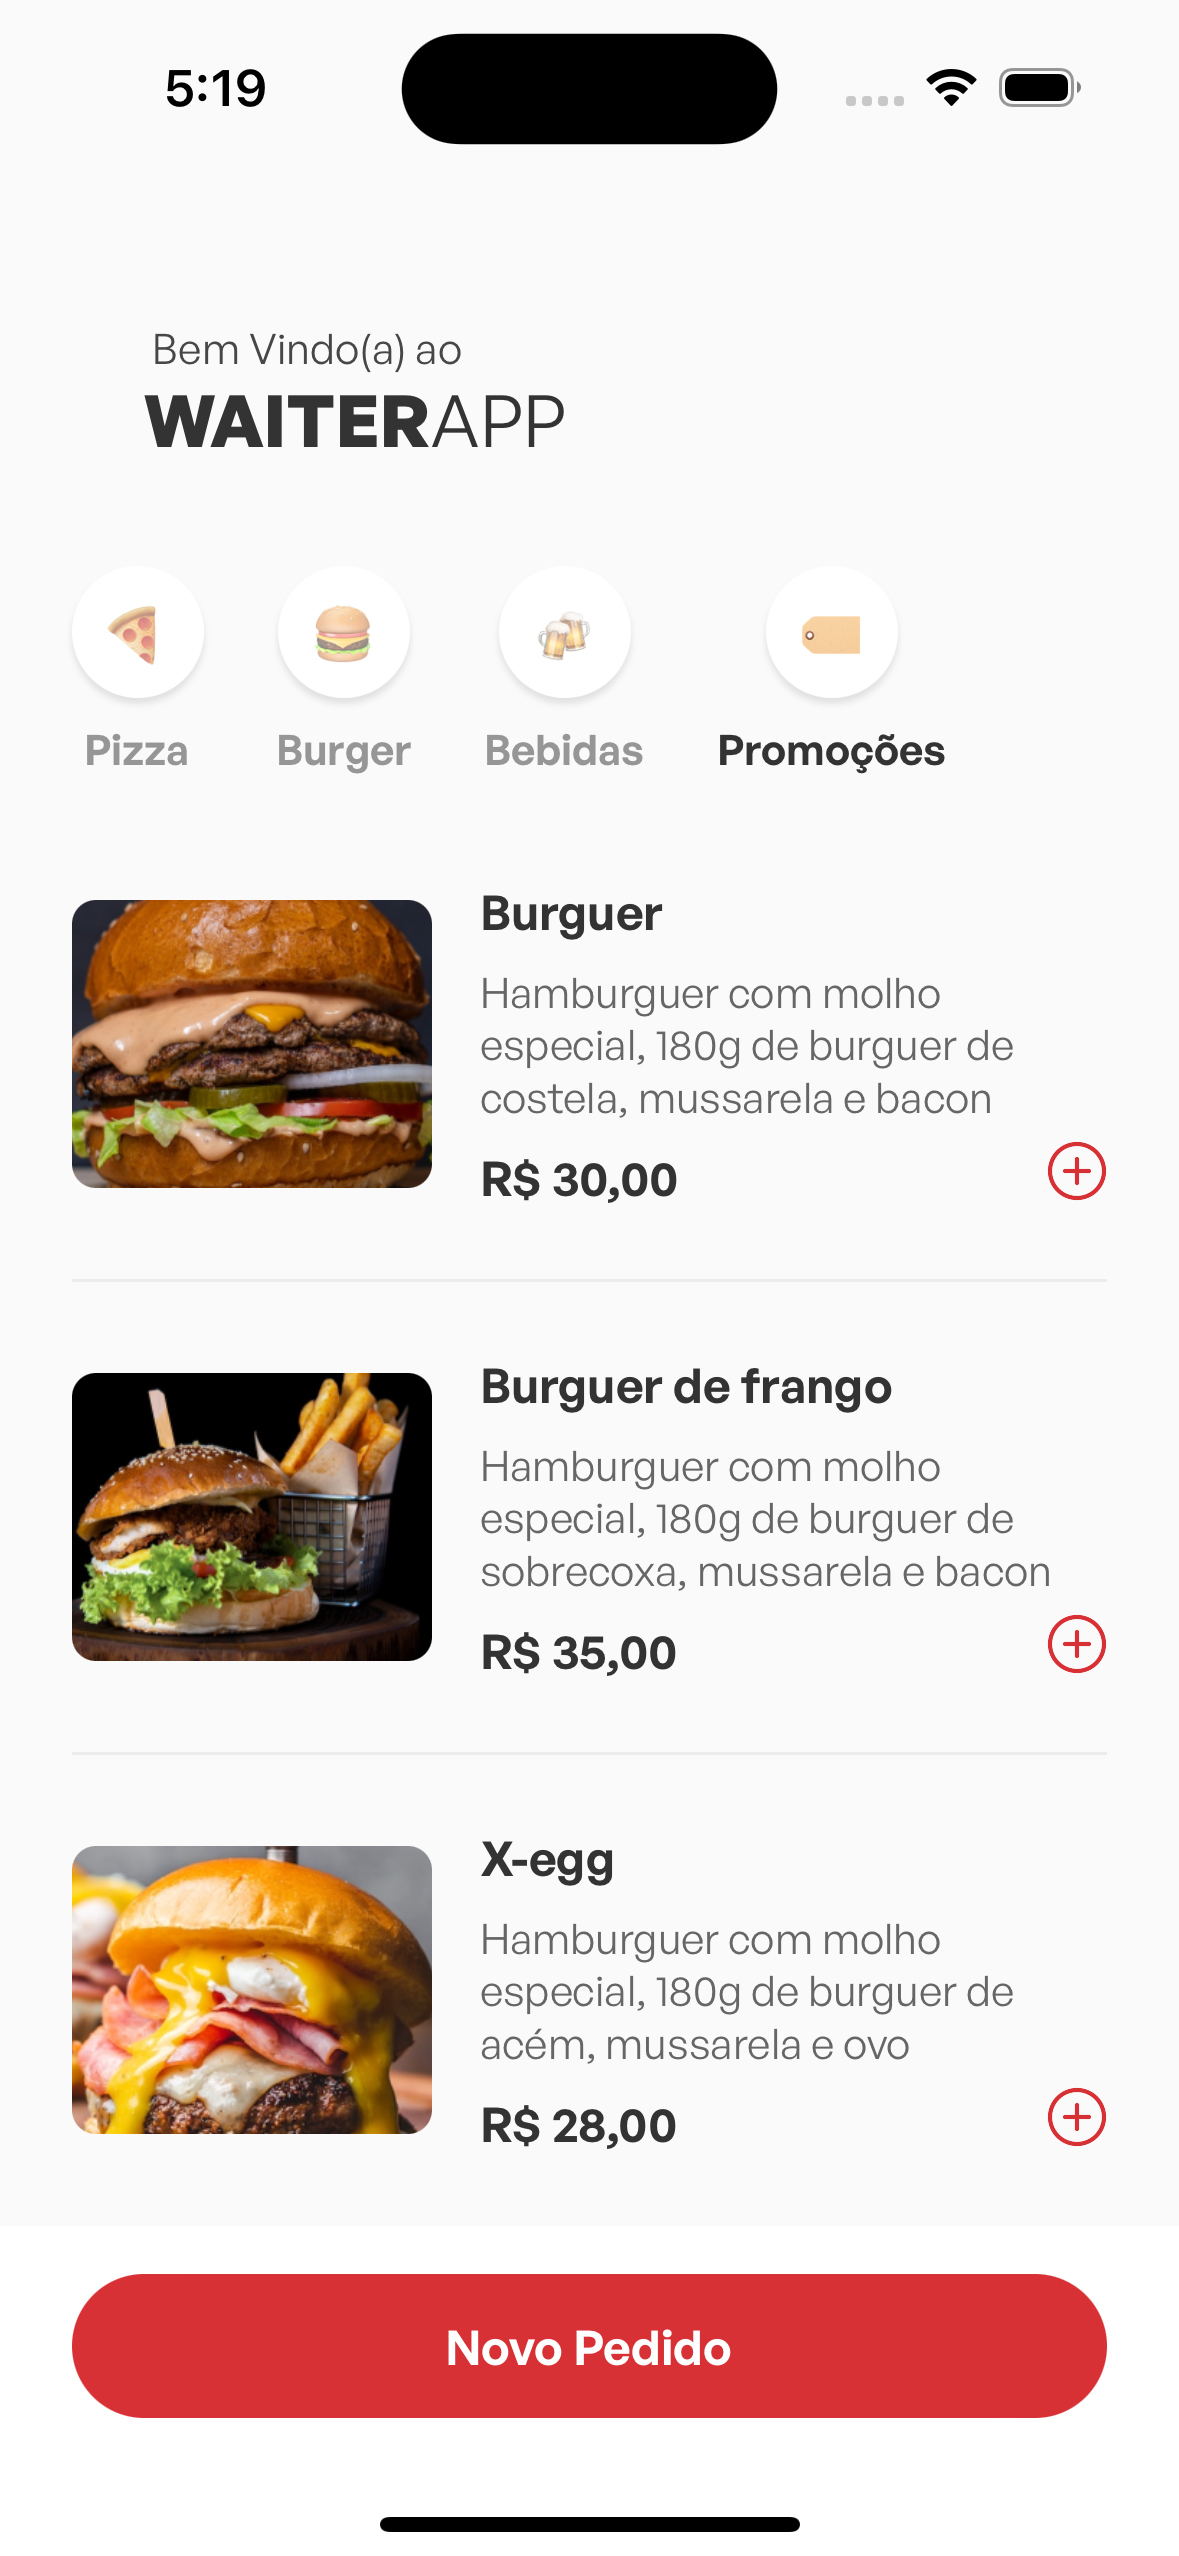 5:19
Bem Vindo(a) ao
WAITERAPP
Pizza
Burger
Bebidas
Promoções
Burguer
Hamburguer com molho
especial, 180g de burguer de
costela, mussarela e bacon
R$ 30,00
Burguer de frango
Hamburguer com molho
especial, 180g de burguer de
sobrecoxa, mussarela e bacon
R$ 35,00
X-egg
Hamburguer com molho
especial, 180g de burguer de
acém, mussarela e ovo
R$ 28,00
Novo Pedido